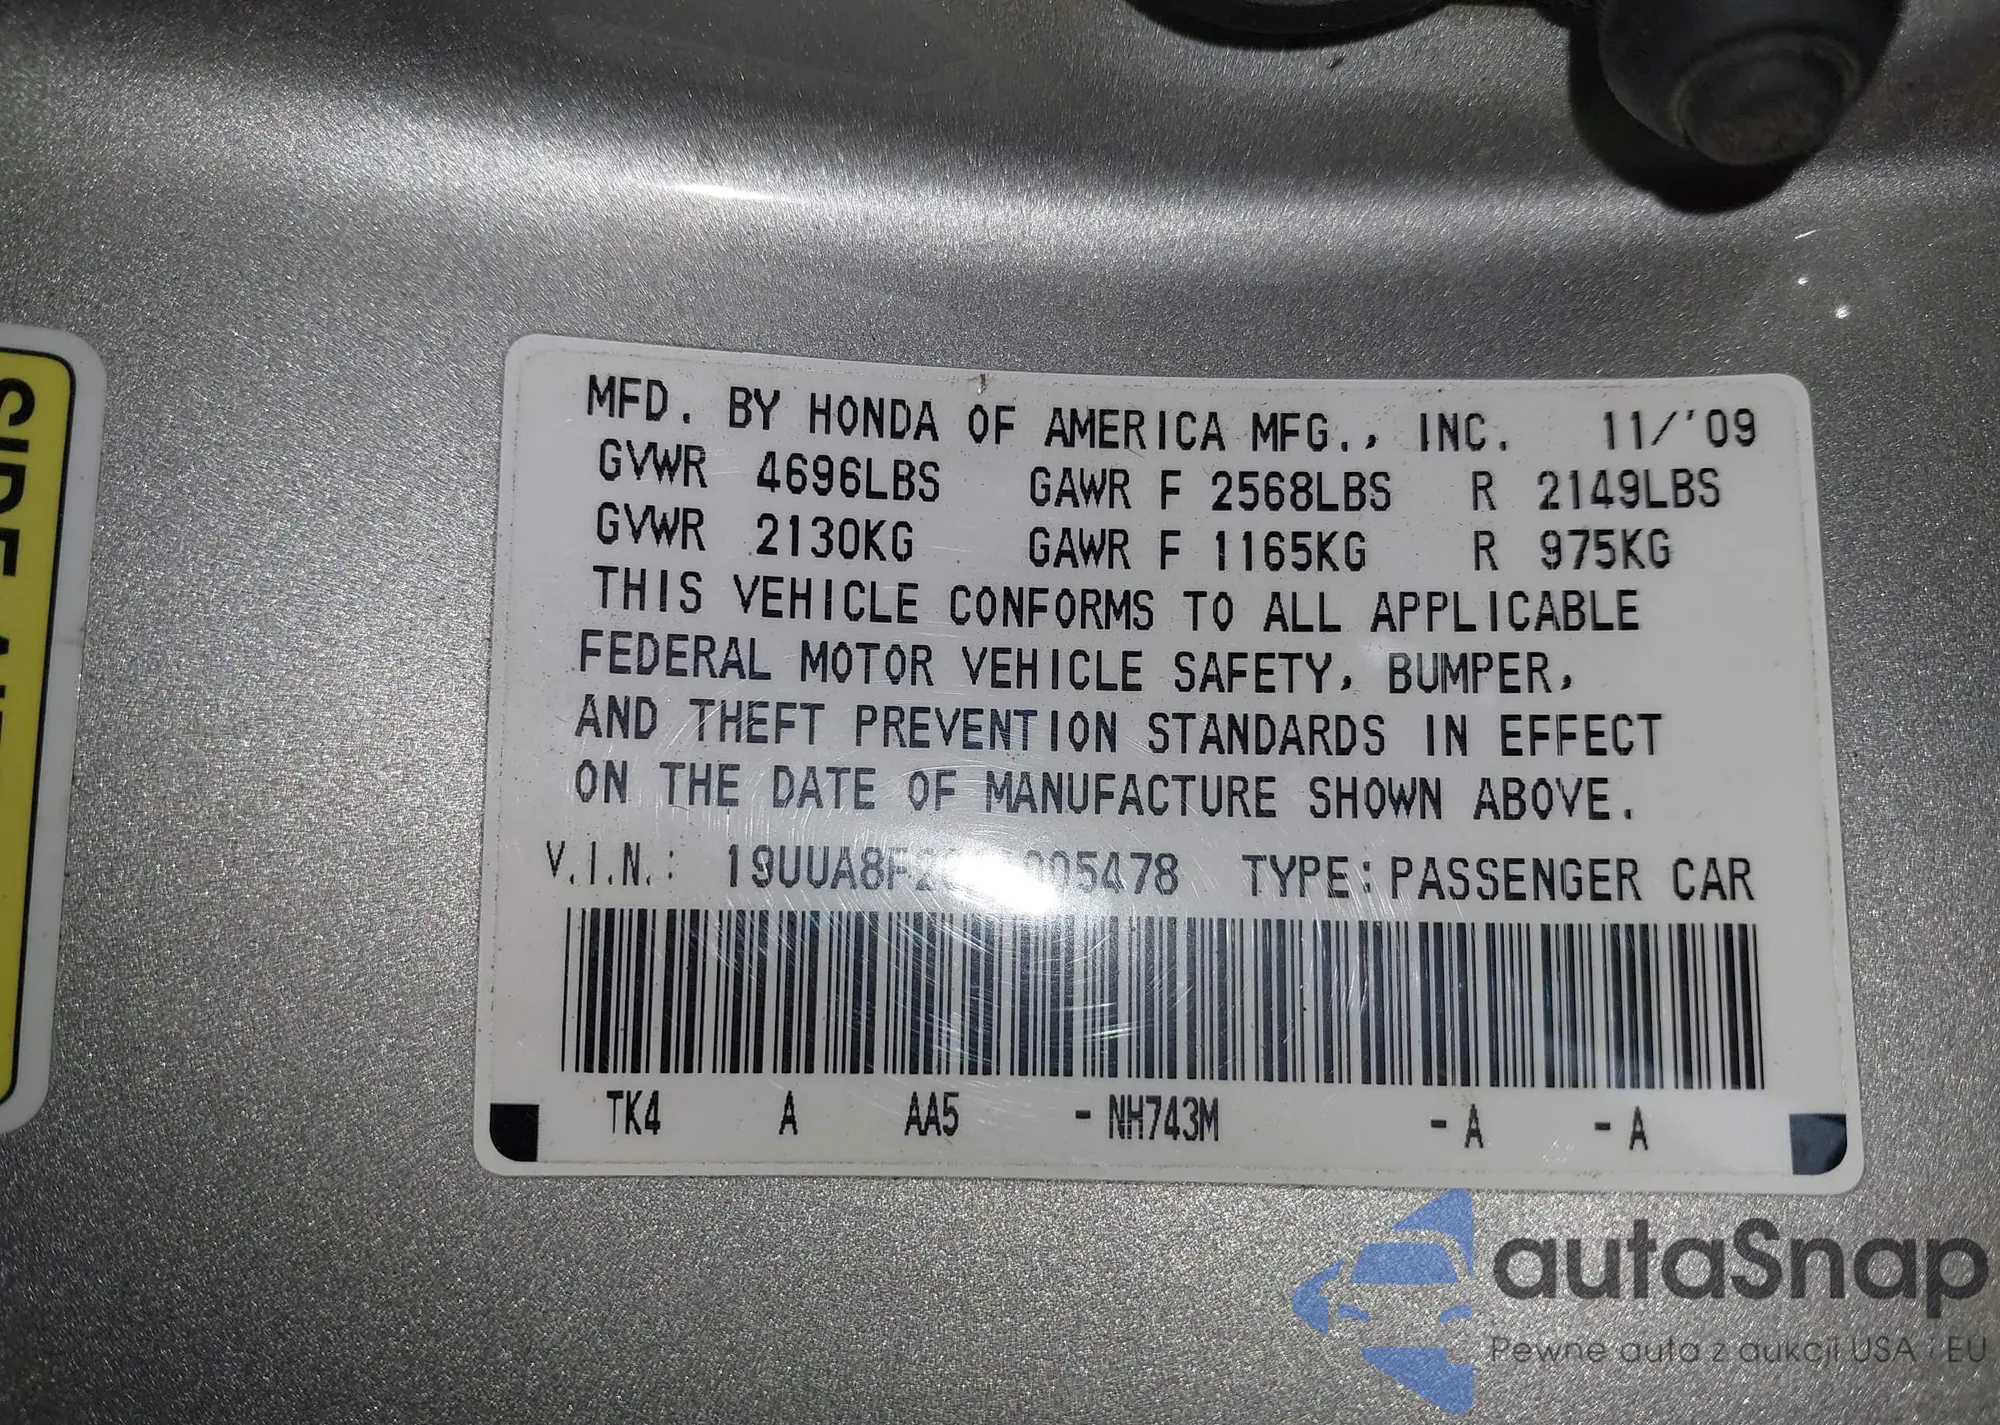 MFD. BY HONDA OF AMERICA MFG., INC. 11/'09
GVWR 4696LBS GAWR F 2568LBS R 2149LBS
GVWR 2130KG GAWR F 1165KG R 975KG
THIS VEHICLE CONFORMS TO ALL APPLICABLE
FEDERAL MOTOR VEHICLE SAFETY, BUMPER,
AND THEFT PREVENTION STANDARDS IN EFFECT
ON THE DATE OF MANUFACTURE SHOWN ABOVE.
V.I.N.: TYPE: PASSENGER CAR
TK4 A AA5 - NH743M - A - A
SIDE
autaSnap
Pewne auta z aukcji USA i EU